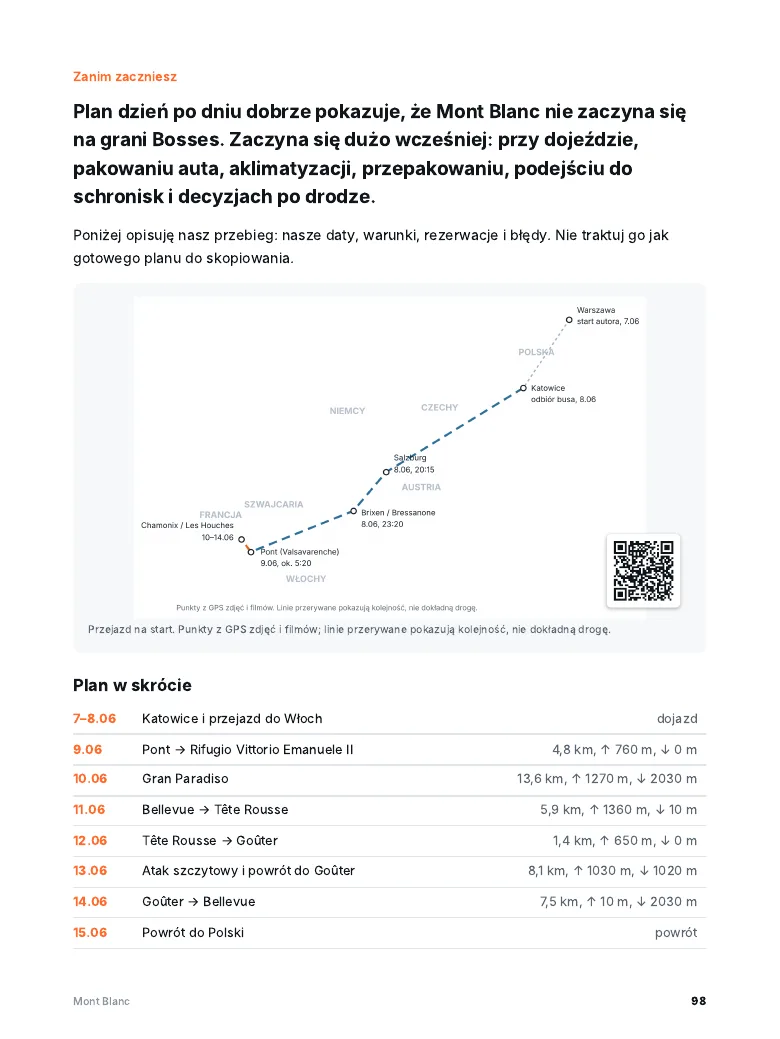 Zanim zaczniesz
Plan dzień po dniu dobrze pokazuje, że Mont Blanc nie zaczyna się
na grani Bosses. Zaczyna się dużo wcześniej: przy dojeździe,
pakowaniu auta, aklimatyzacji, przepakowaniu, podejściu do
schronisk i decyzjach po drodze.
Poniżej opisuję nasz przebieg: nasze daty, warunki, rezerwacje i błędy. Nie traktuj go jak
gotowego planu do skopiowania.
Warszawa
start autora, 7.06
POLSKA
Katowice
odbiór busa, 8.06
NIEMCY
CZECHY
Salzburg
8.06, 20:15
AUSTRIA
SZWAJCARIA
FRANCJA
Brixen / Bressanone
8.06, 23:20
Chamonix / Les Houches
10–14.06
Pont (Valsavarenche)
9.06, ok. 5:20
WŁOCHY
Punkty z GPS zdjęć i filmów. Linie przerywane pokazują kolejność, nie dokładną drogę.
Przejazd na start. Punkty z GPS zdjęć i filmów; linie przerywane pokazują kolejność, nie dokładną drogę.
Plan w skrócie
7–8.06 Katowice i przejazd do Włoch dojazd
9.06 Pont → Rifugio Vittorio Emanuele II 4,8 km, ↑ 760 m, ↓ 0 m
10.06 Gran Paradiso 13,6 km, ↑ 1270 m, ↓ 2030 m
11.06 Bellevue → Tête Rousse 5,9 km, ↑ 1360 m, ↓ 10 m
12.06 Tête Rousse → Goûter 1,4 km, ↑ 650 m, ↓ 0 m
13.06 Atak szczytowy i powrót do Goûter 8,1 km, ↑ 1030 m, ↓ 1020 m
14.06 Goûter → Bellevue 7,5 km, ↑ 10 m, ↓ 2030 m
15.06 Powrót do Polski powrót
Mont Blanc 98